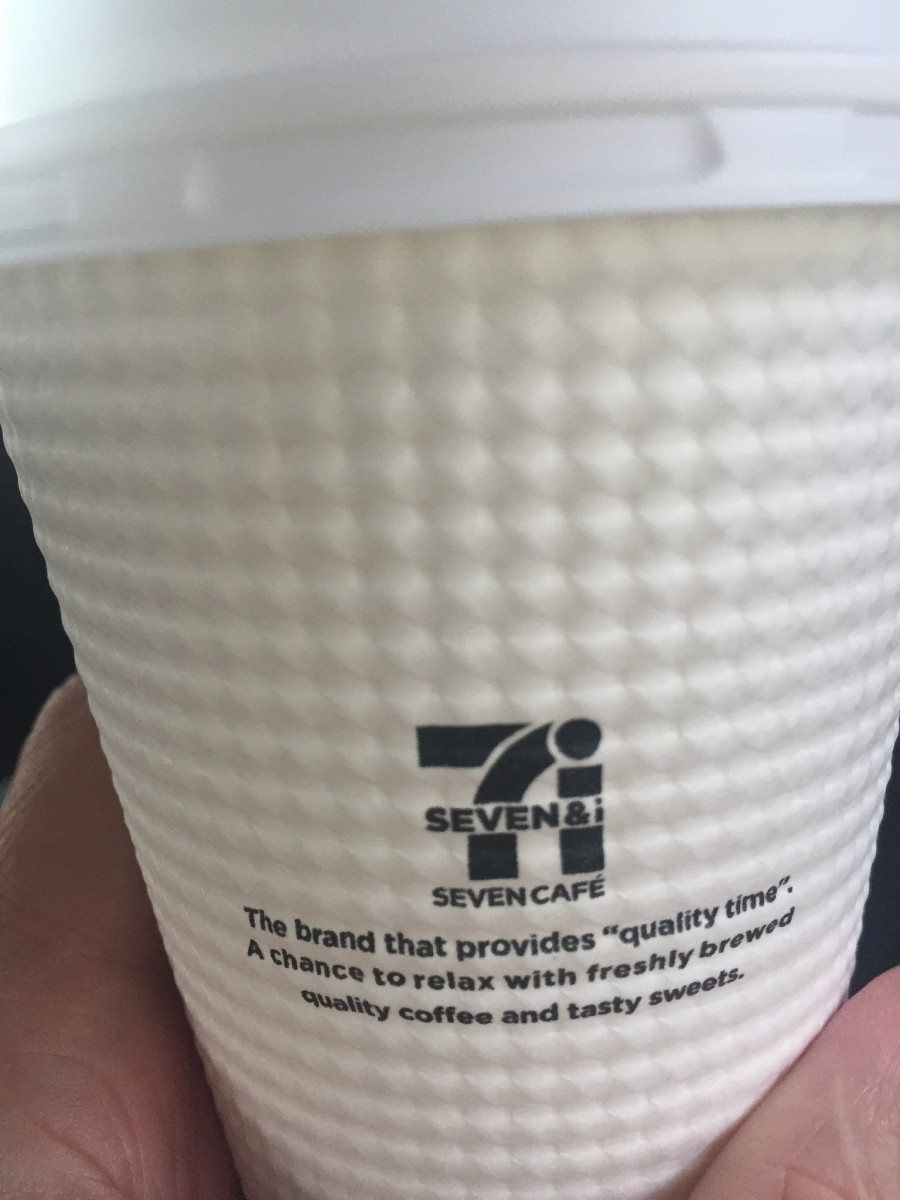 7i
SEVEN&i
SEVEN CAFÉ
The brand that provides “quality time”.
A chance to relax with freshly brewed
quality coffee and tasty sweets.